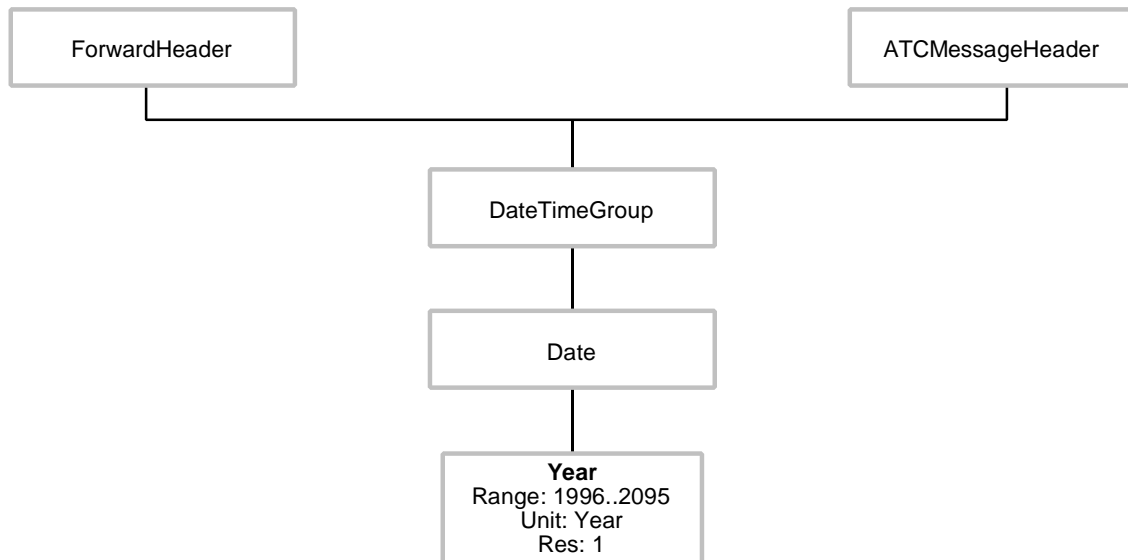 ForwardHeader
ATCMessageHeader
DateTimeGroup
Date
Year
Range: 1996..2095
Unit: Year
Res: 1